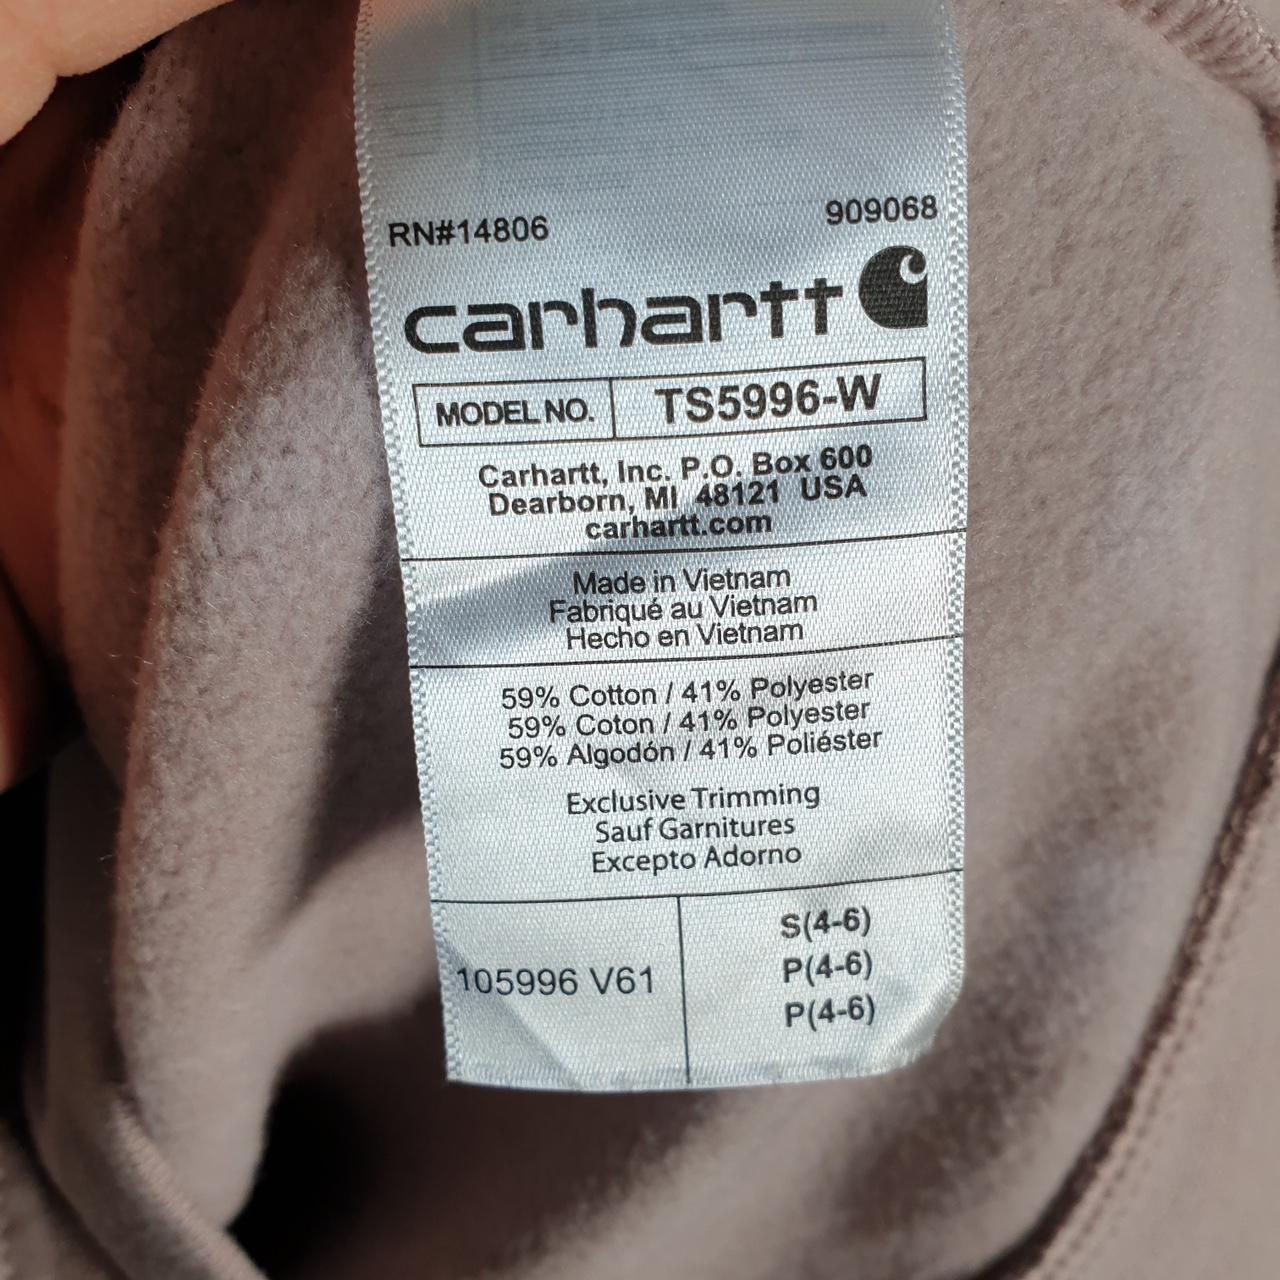 RN#14806 909068
carhartt
MODEL NO. TS5996-W
Carhartt, Inc. P.O. Box 600
Dearborn, MI 48121 USA
carhartt.com
Made in Vietnam
Fabriqué au Vietnam
Hecho en Vietnam
59% Cotton / 41% Polyester
59% Coton / 41% Polyester
59% Algodón / 41% Poliéster
Exclusive Trimming
Sauf Garnitures
Excepto Adorno
105996 V61
S(4-6)
P(4-6)
P(4-6)